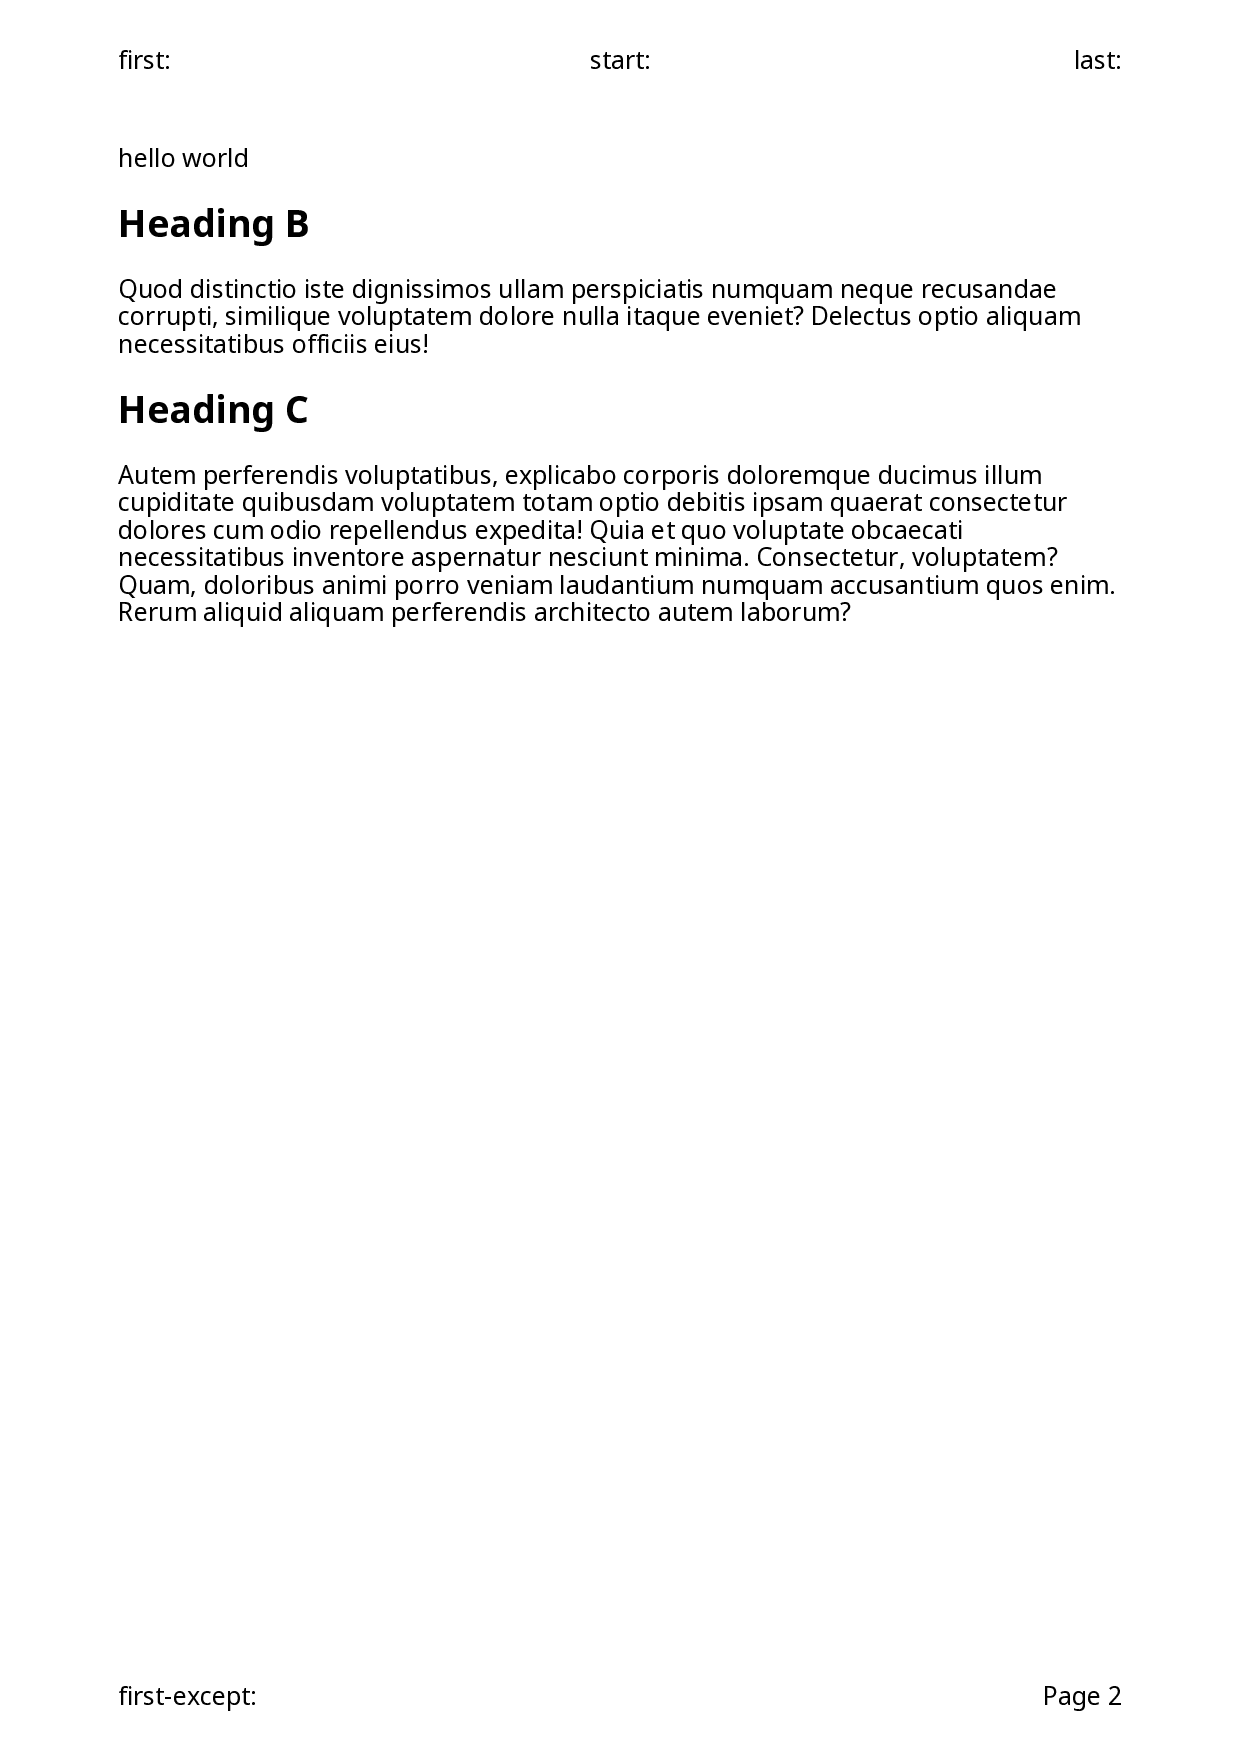 first: start: last:
hello world
Heading B
Quod distinctio iste dignissimos ullam perspiciatis numquam neque recusandae
corrupti, similique voluptatem dolore nulla itaque eveniet? Delectus optio aliquam
necessitatibus officiis eius!
Heading C
Autem perferendis voluptatibus, explicabo corporis doloremque ducimus illum
cupiditate quibusdam voluptatem totam optio debitis ipsam quaerat consectetur
dolores cum odio repellendus expedita! Quia et quo voluptate obcaecati
necessitatibus inventore aspernatur nesciunt minima. Consectetur, voluptatem?
Quam, doloribus animi porro veniam laudantium numquam accusantium quos enim.
Rerum aliquid aliquam perferendis architecto autem laborum?
first-except: Page 2